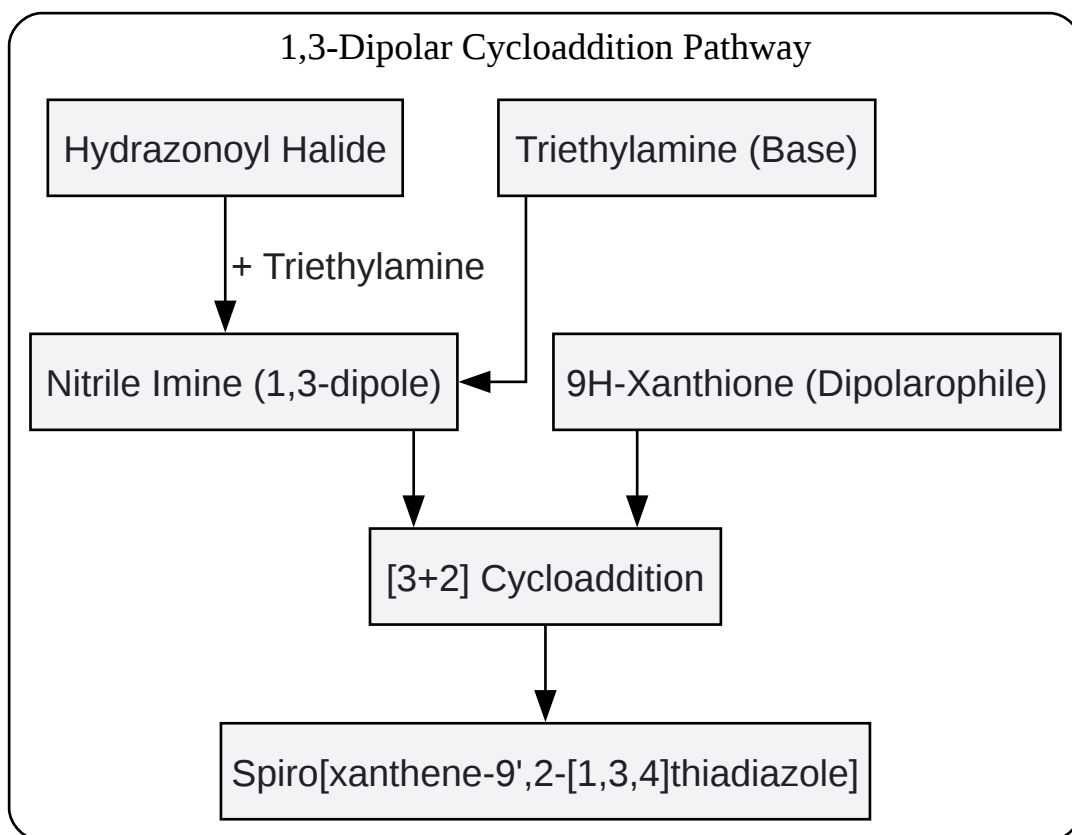 1,3-Dipolar Cycloaddition Pathway
Hydrazonoyl Halide
Triethylamine (Base)
+ Triethylamine
Nitrile Imine (1,3-dipole)
9H-Xanthione (Dipolarophile)
[3+2] Cycloaddition
Spiro[xanthene-9',2-[1,3,4]thiadiazole]